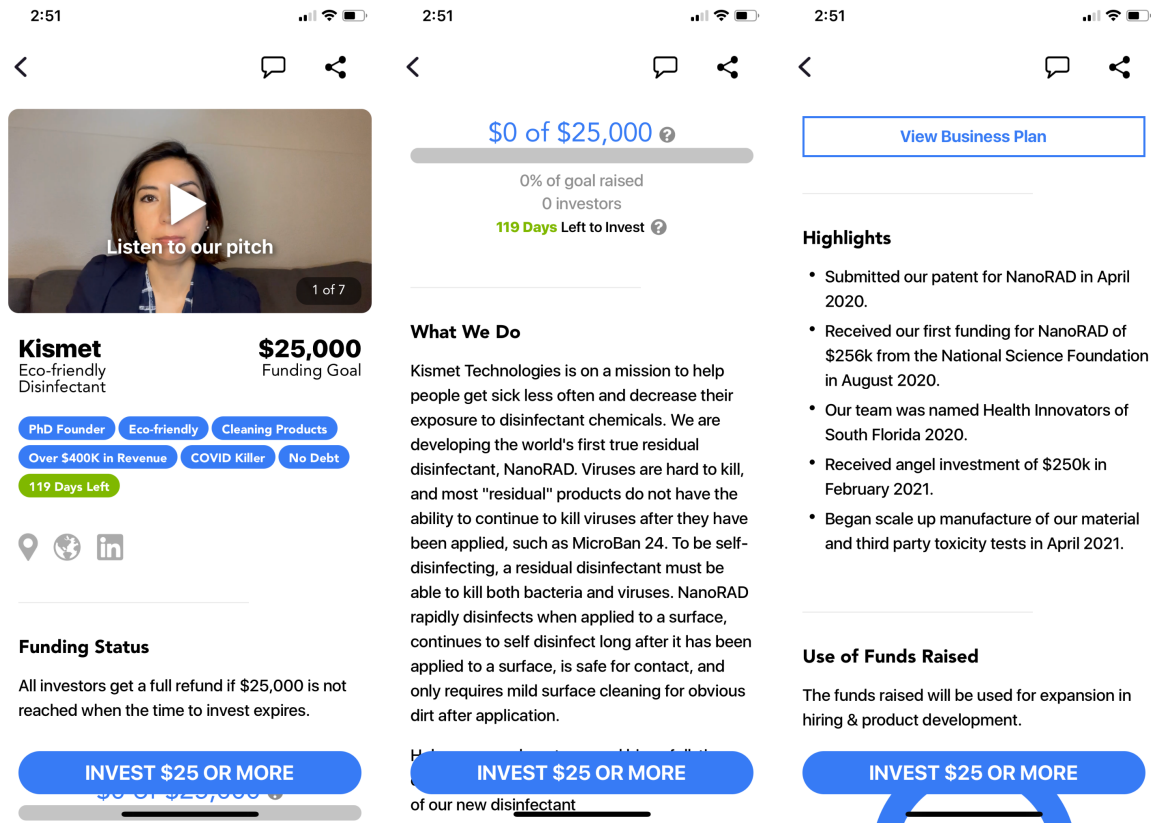 2:51
Listen to our pitch
1 of 7
Kismet
Eco-friendly
Disinfectant
$25,000
Funding Goal
PhD Founder
Eco-friendly
Cleaning Products
Over $400K in Revenue
COVID Killer
No Debt
119 Days Left
in
Funding Status
All investors get a full refund if $25,000 is not
reached when the time to invest expires.
INVEST $25 OR MORE
$0 of $25,000
2:51
$0 of $25,000 ?
0% of goal raised
0 investors
119 Days Left to Invest ?
What We Do
Kismet Technologies is on a mission to help
people get sick less often and decrease their
exposure to disinfectant chemicals. We are
developing the world's first true residual
disinfectant, NanoRAD. Viruses are hard to kill,
and most "residual" products do not have the
ability to continue to kill viruses after they have
been applied, such as MicroBan 24. To be self-
disinfecting, a residual disinfectant must be
able to kill both bacteria and viruses. NanoRAD
rapidly disinfects when applied to a surface,
continues to self disinfect long after it has been
applied to a surface, is safe for contact, and
only requires mild surface cleaning for obvious
dirt after application.
INVEST $25 OR MORE
of our new disinfectant
2:51
View Business Plan
Highlights
• Submitted our patent for NanoRAD in April
2020.
• Received our first funding for NanoRAD of
$256k from the National Science Foundation
in August 2020.
• Our team was named Health Innovators of
South Florida 2020.
• Received angel investment of $250k in
February 2021.
• Began scale up manufacture of our material
and third party toxicity tests in April 2021.
Use of Funds Raised
The funds raised will be used for expansion in
hiring & product development.
INVEST $25 OR MORE